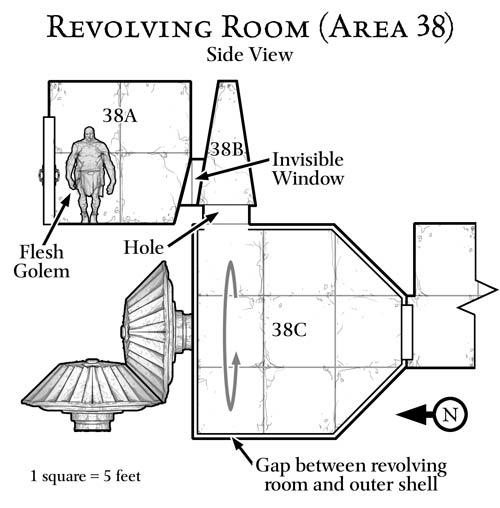 Revolving Room (Area 38)
Side View
38A
38B
Invisible
Window
Flesh
Golem
Hole
38C
N
1 square = 5 feet
Gap between revolving
room and outer shell